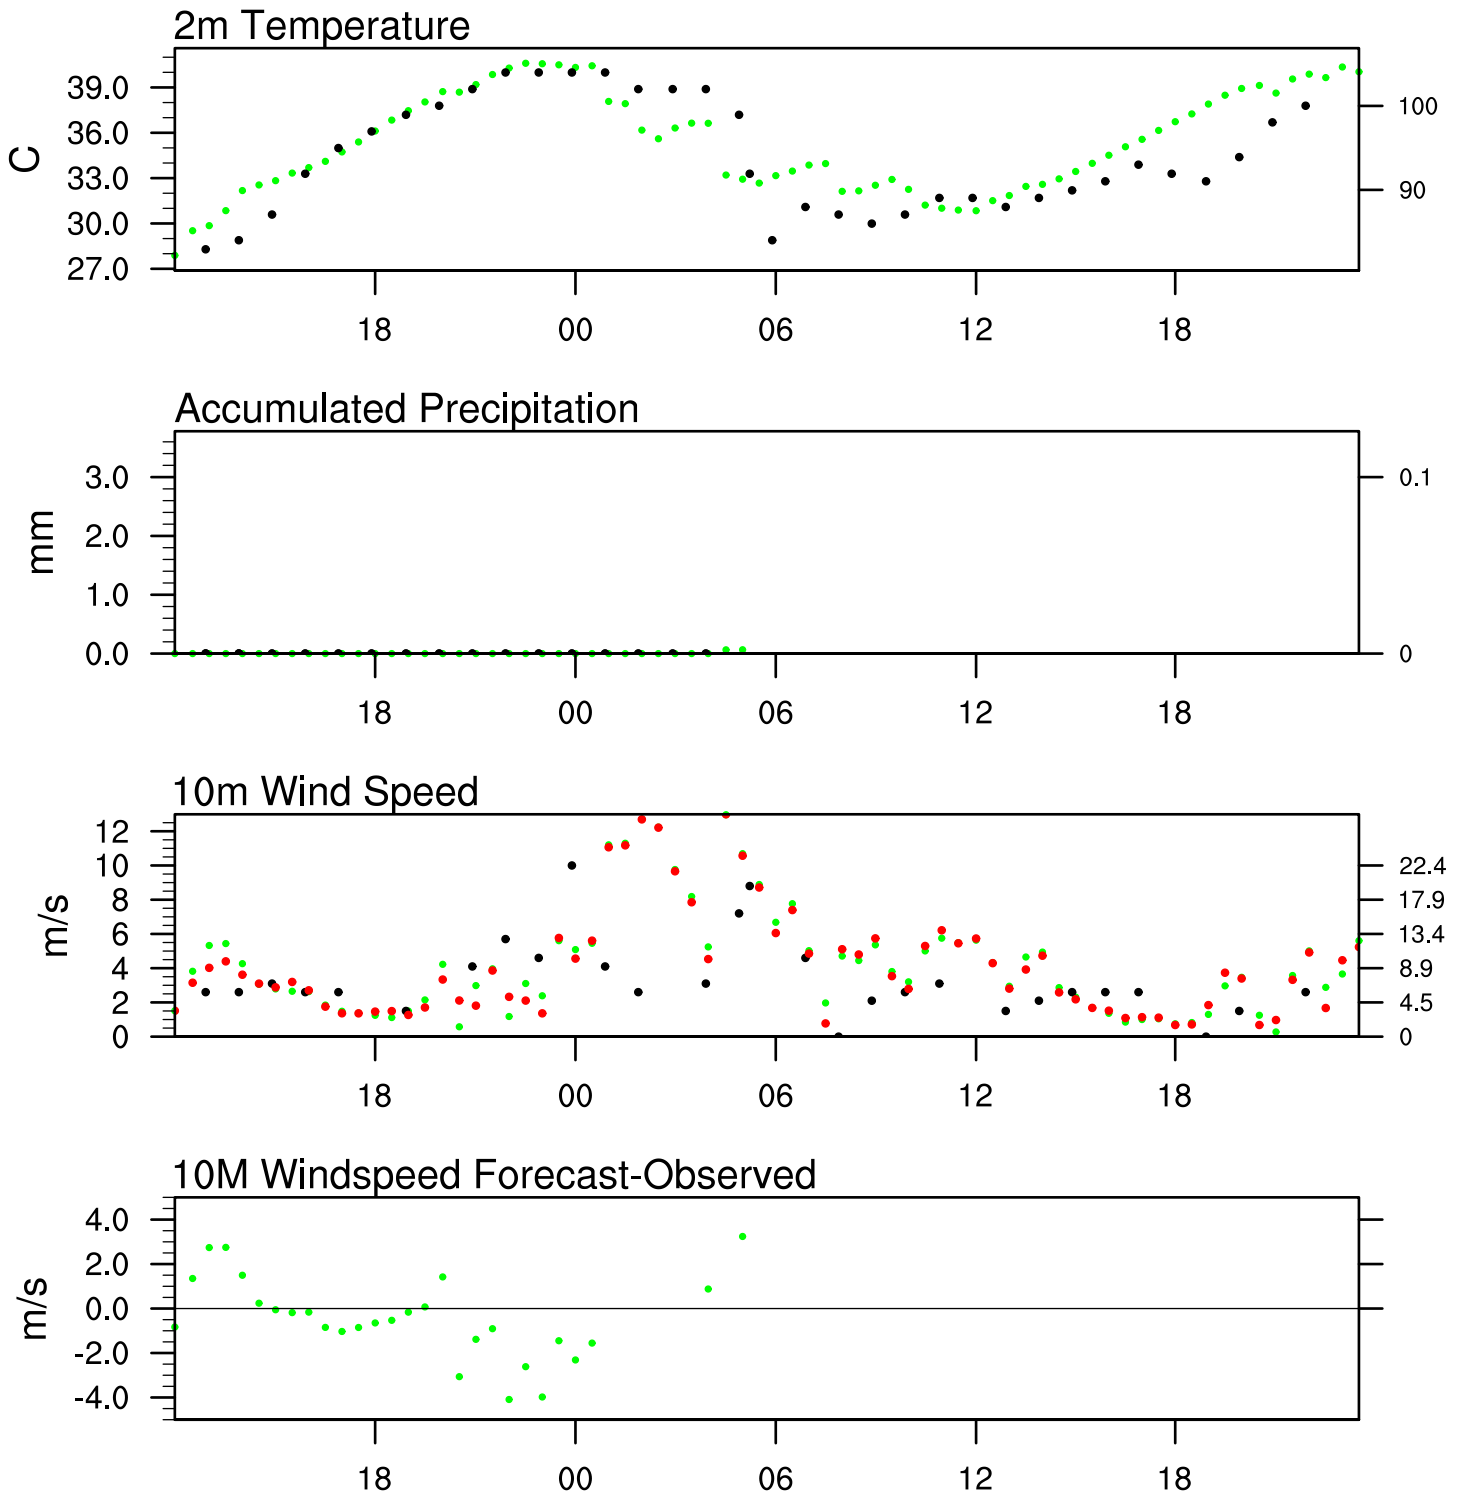 2m Temperature
39.0
36.0
33.0
30.0
27.0
C
100
90
18 00 06 12 18
Accumulated Precipitation
3.0
2.0
1.0
0.0
mm
0.1
0
18 00 06 12 18
10m Wind Speed
12
10
8
6
4
2
0
m/s
22.4
17.9
13.4
8.9
4.5
0
18 00 06 12 18
10M Windspeed Forecast-Observed
4.0
2.0
0.0
-2.0
-4.0
m/s
18 00 06 12 18